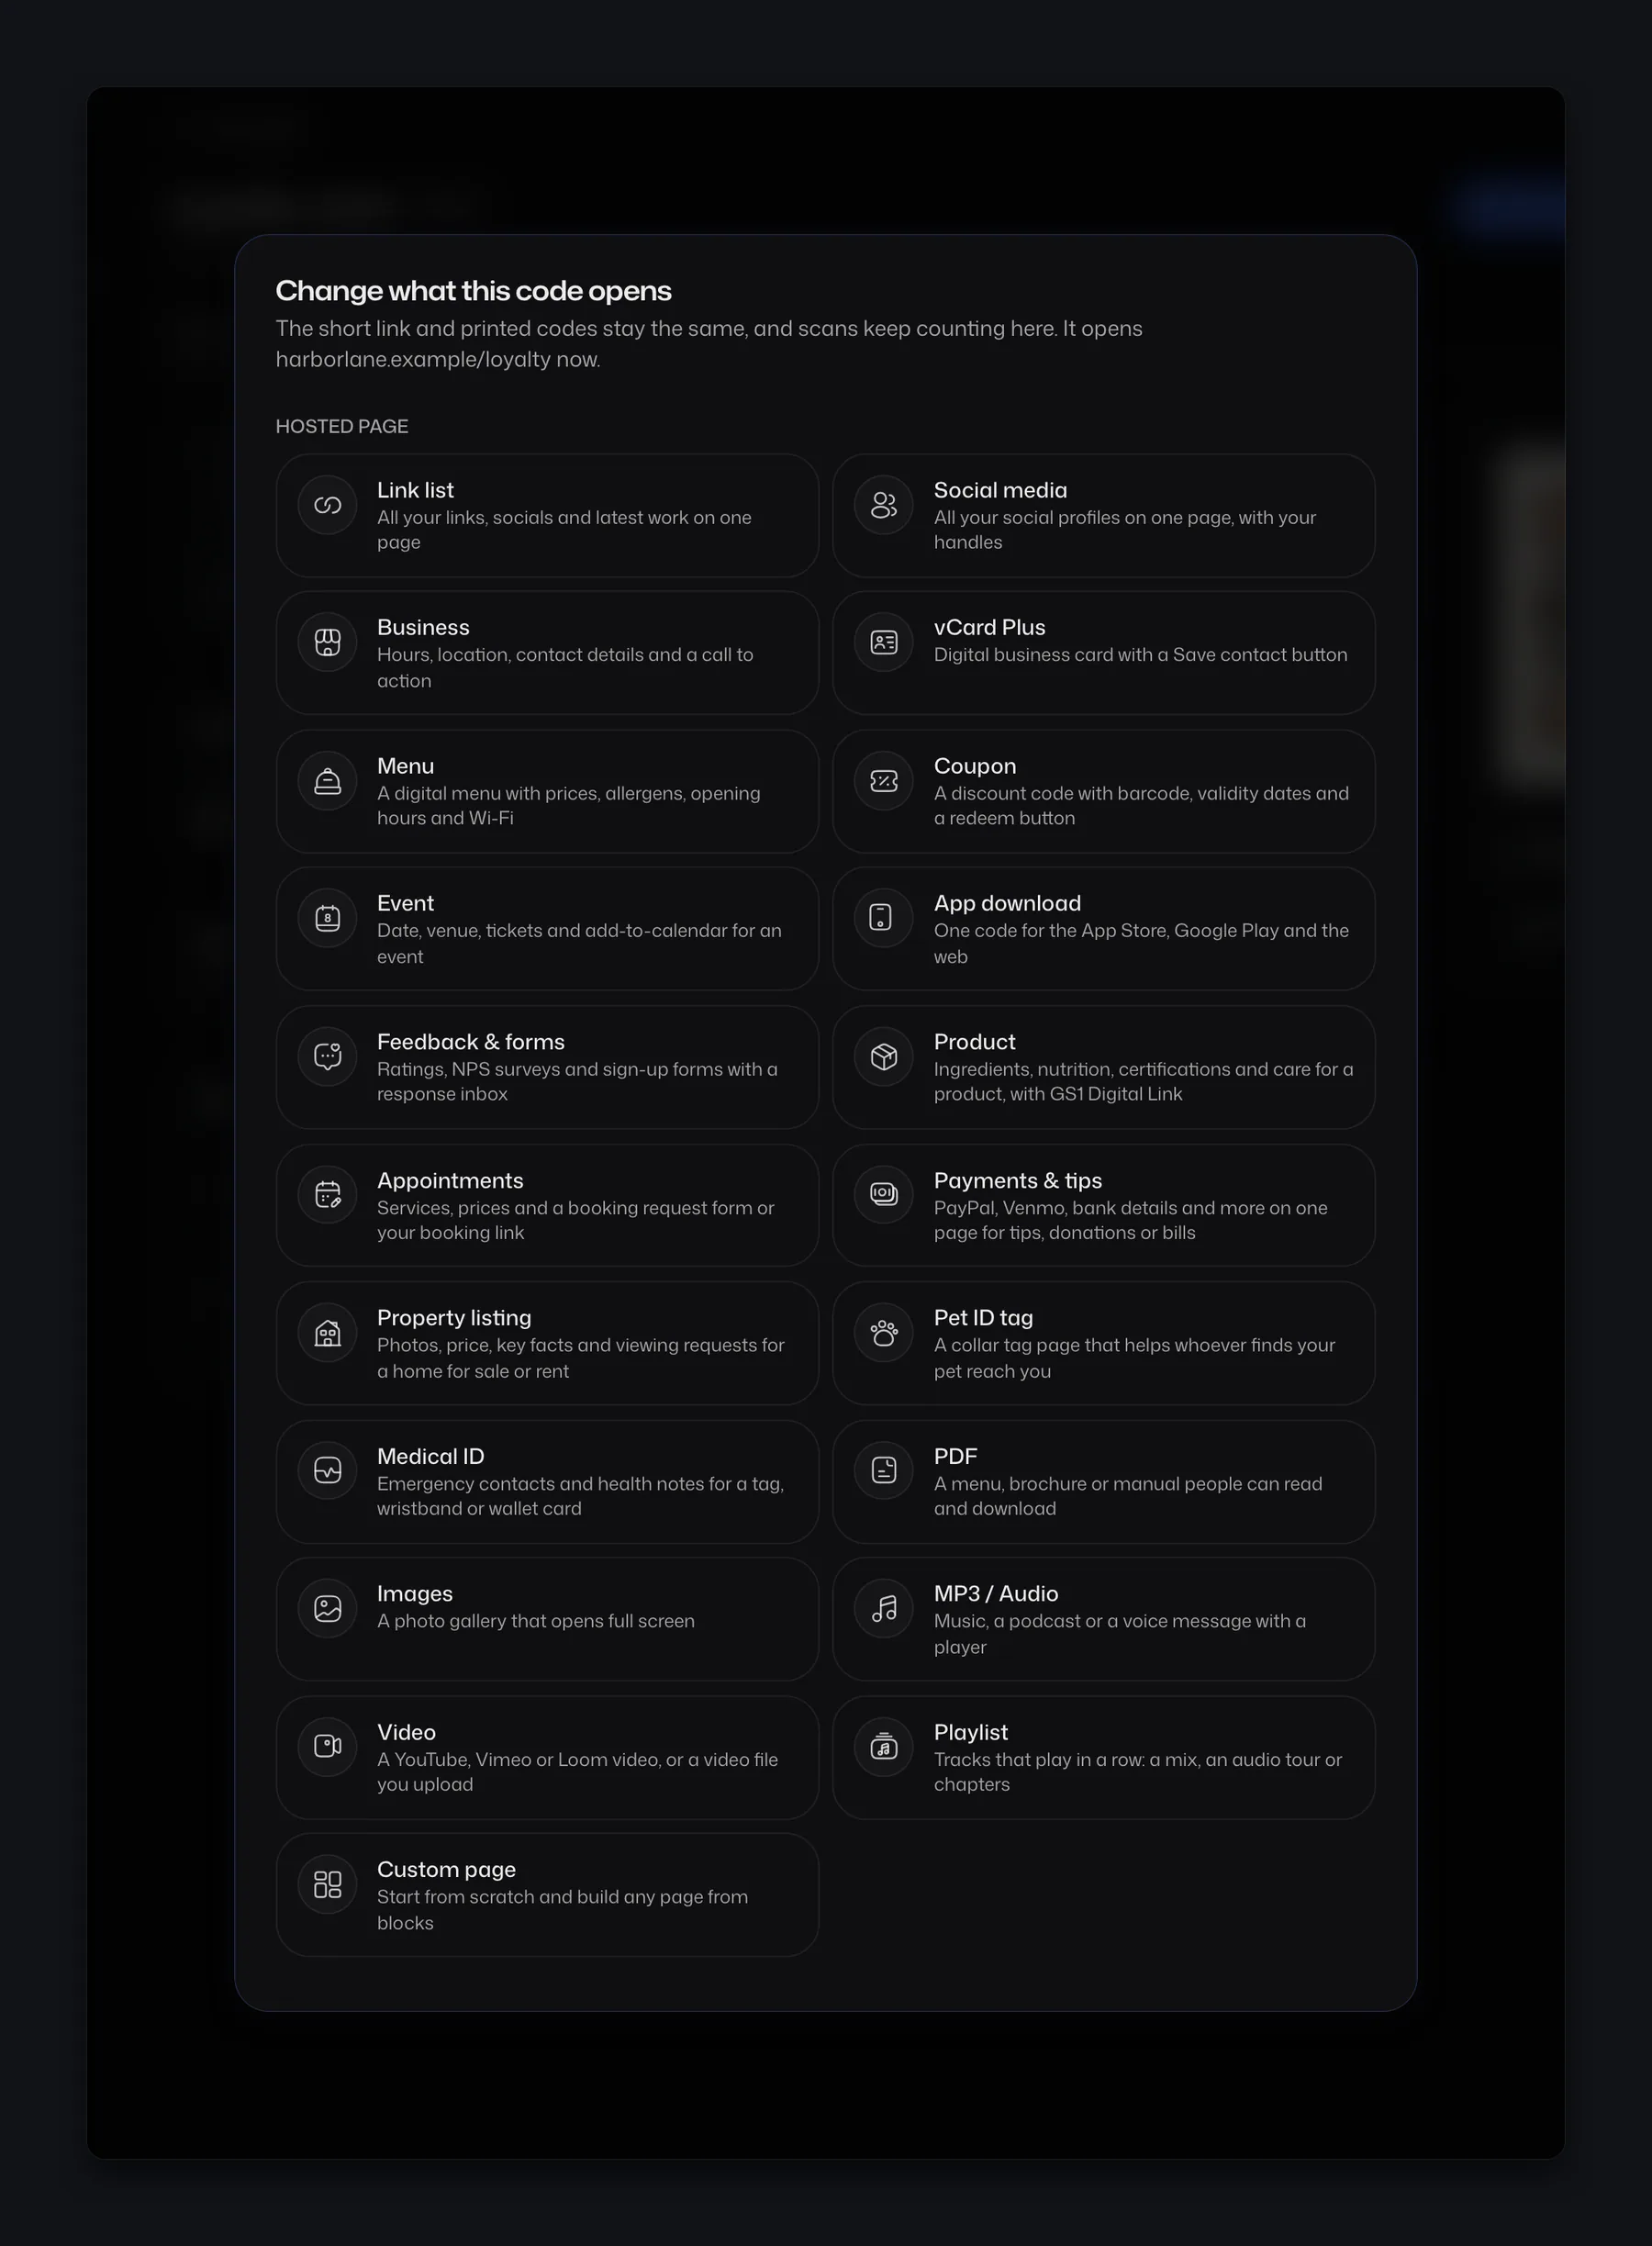 Change what this code opens
The short link and printed codes stay the same, and scans keep counting here. It opens
harborlane.example/loyalty now.
HOSTED PAGE
Link list
All your links, socials and latest work on one
page
Social media
All your social profiles on one page, with your
handles
Business
Hours, location, contact details and a call to
action
vCard Plus
Digital business card with a Save contact button
Menu
A digital menu with prices, allergens, opening
hours and Wi-Fi
Coupon
A discount code with barcode, validity dates and
a redeem button
8
Event
Date, venue, tickets and add-to-calendar for an
event
App download
One code for the App Store, Google Play and the
web
Feedback & forms
Ratings, NPS surveys and sign-up forms with a
response inbox
Product
Ingredients, nutrition, certifications and care for a
product, with GS1 Digital Link
Appointments
Services, prices and a booking request form or
your booking link
Payments & tips
PayPal, Venmo, bank details and more on one
page for tips, donations or bills
Property listing
Photos, price, key facts and viewing requests for
a home for sale or rent
Pet ID tag
A collar tag page that helps whoever finds your
pet reach you
Medical ID
Emergency contacts and health notes for a tag,
wristband or wallet card
PDF
A menu, brochure or manual people can read
and download
Images
A photo gallery that opens full screen
MP3 / Audio
Music, a podcast or a voice message with a
player
Video
A YouTube, Vimeo or Loom video, or a video file
you upload
Playlist
Tracks that play in a row: a mix, an audio tour or
chapters
Custom page
Start from scratch and build any page from
blocks